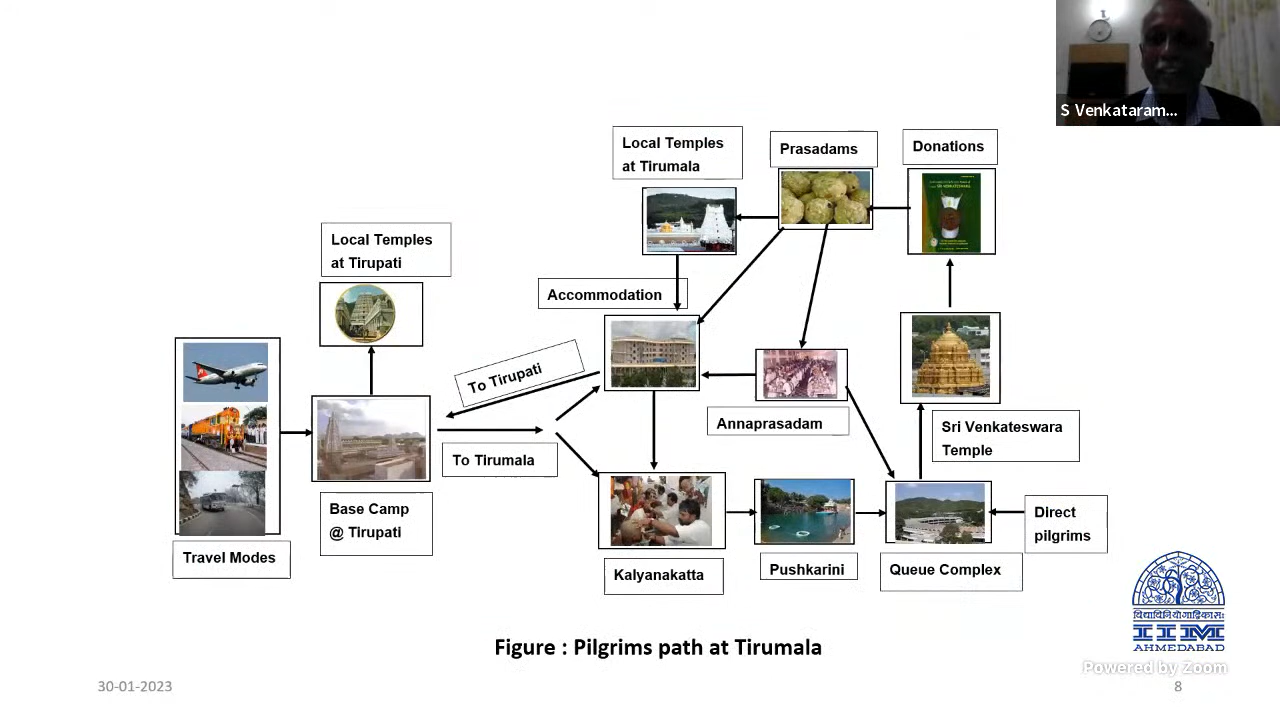 S Venkataram...
Local Temples
at Tirumala
Prasadams
Donations
Local Temples
at Tirupati
Accommodation
To Tirupati
To Tirumala
Annaprasadam
Sri Venkateswara
Temple
Base Camp
@ Tirupati
Travel Modes
Kalyanakatta
Pushkarini
Queue Complex
Direct
pilgrims
Figure : Pilgrims path at Tirumala
IIM
AHMEDABAD
Powered by Zoom
30-01-2023
8